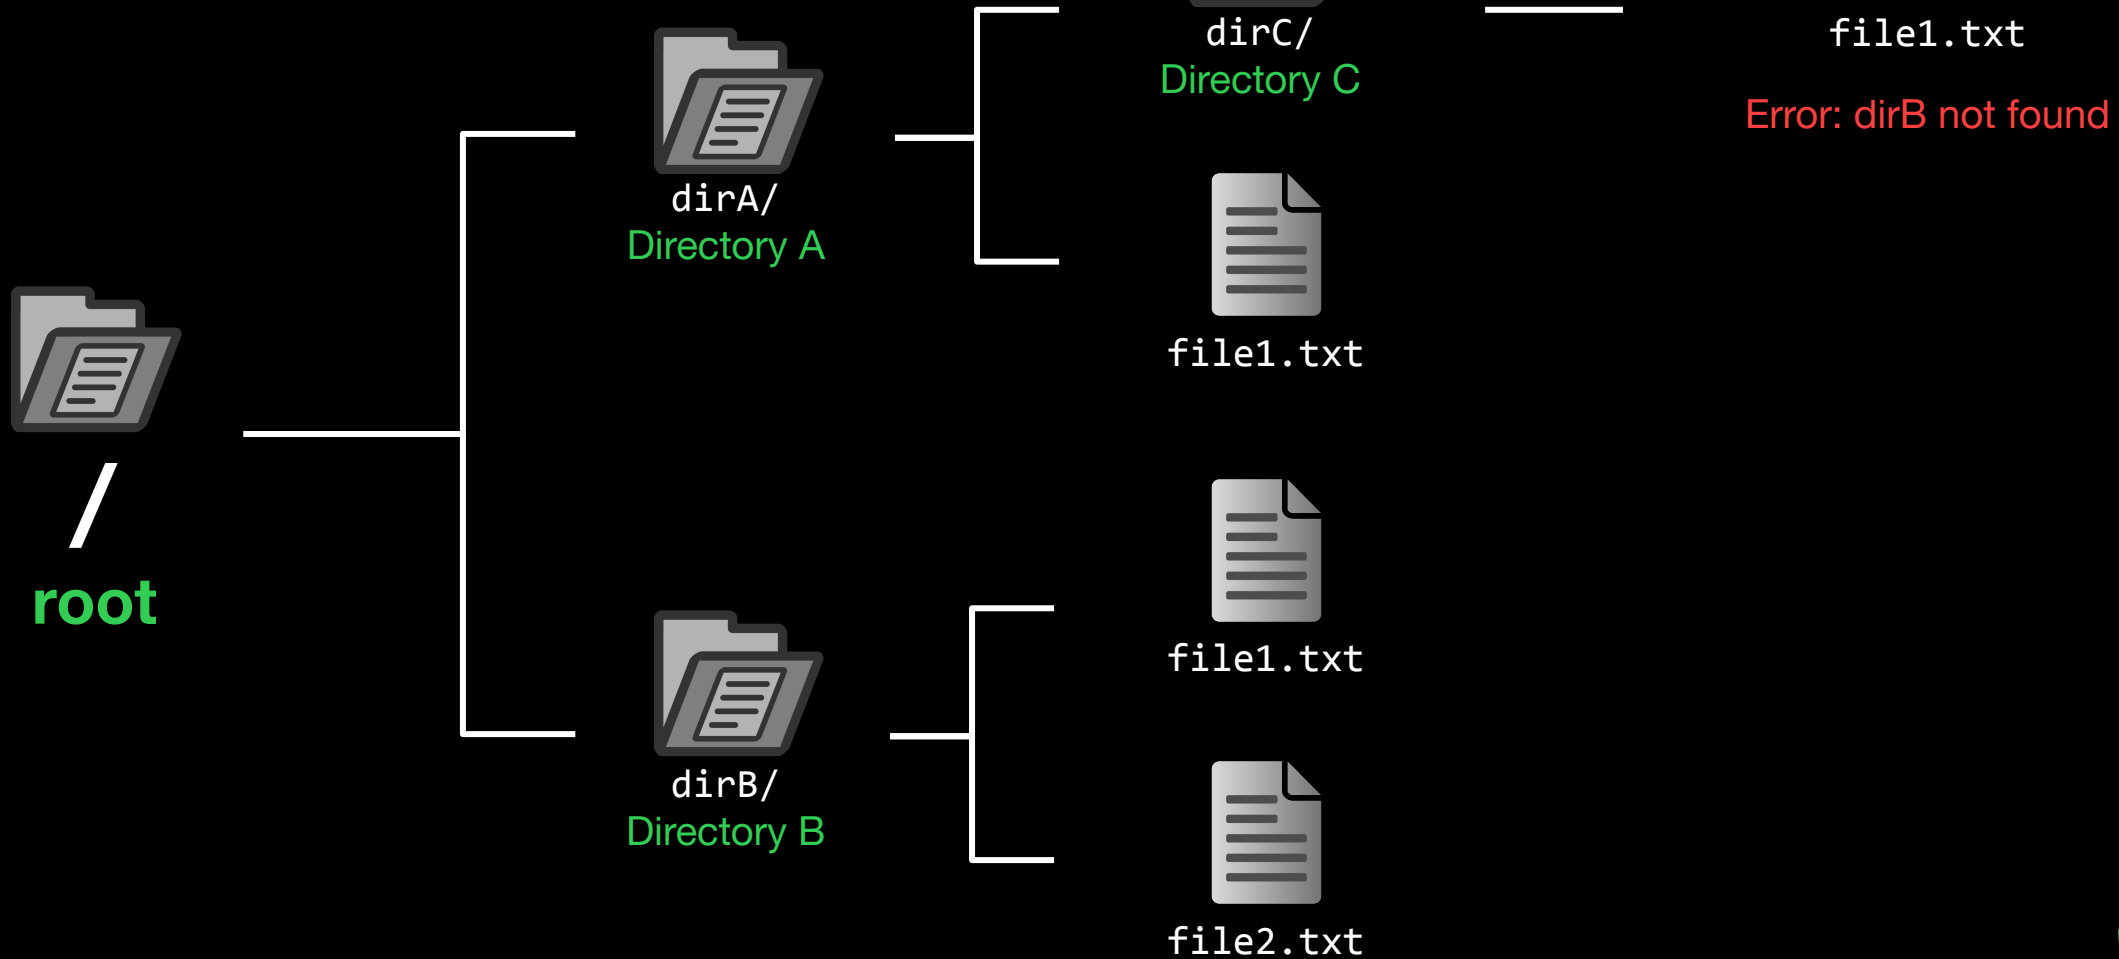 dirC/
Directory C
file1.txt
Error: dirB not found
dirA/
Directory A
file1.txt
/
root
file1.txt
dirB/
Directory B
file2.txt